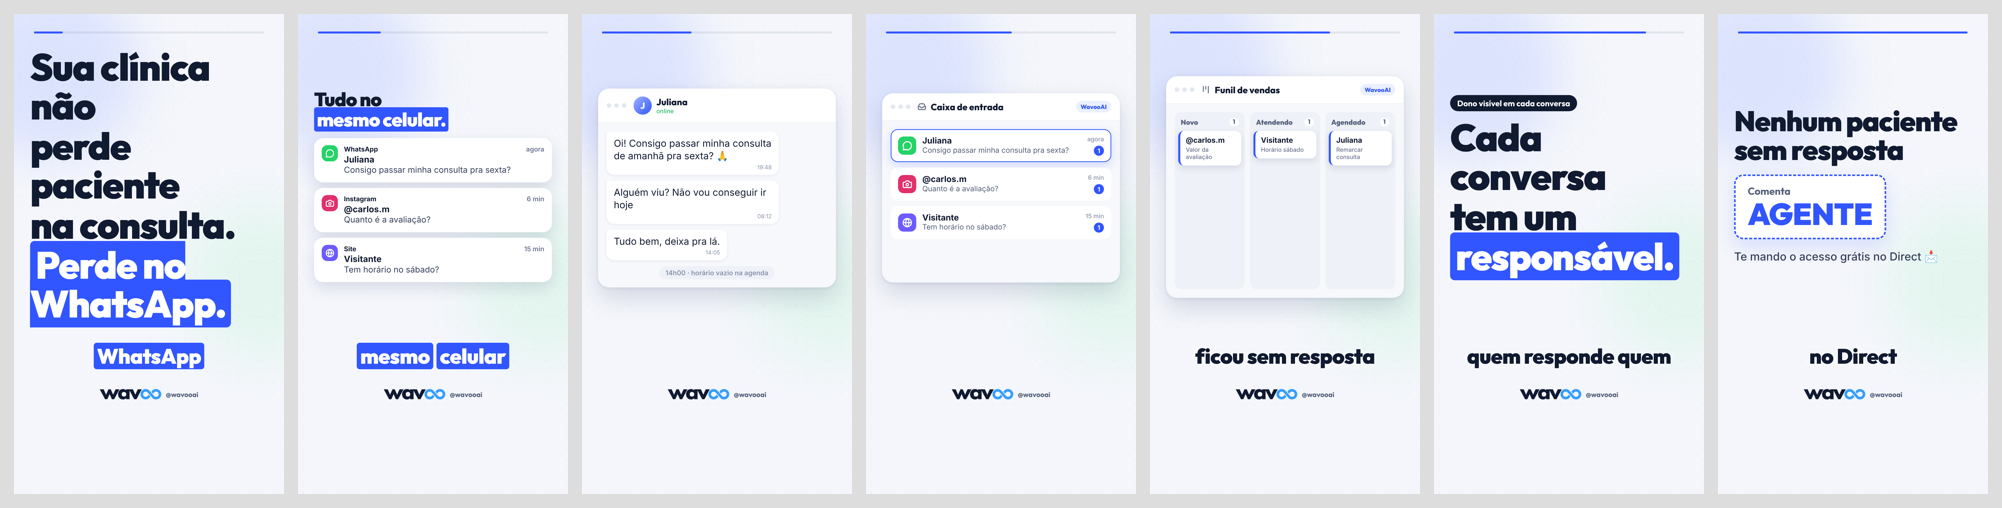 Sua clínica
não
perde
paciente
na consulta.
Perde no
WhatsApp.
WhatsApp
wavoo @wavooai
Tudo no
mesmo celular.
WhatsApp agora
Juliana
Consigo passar minha consulta pra sexta?
Instagram 6 min
@carlos.m
Quanto é a avaliação?
Site 15 min
Visitante
Tem horário no sábado?
mesmo celular
wavoo @wavooai
J Juliana
online
Oi! Consigo passar minha consulta
de amanhã pra sexta? 🙏
19:48
Alguém viu? Não vou conseguir ir
hoje
08:12
Tudo bem, deixa pra lá.
14:05
14h00 · horário vazio na agenda
wavoo @wavooai
Caixa de entrada WavooAI
Juliana agora
Consigo passar minha consulta pra sexta? 1
@carlos.m 6 min
Quanto é a avaliação? 1
Visitante 15 min
Tem horário no sábado? 1
wavoo @wavooai
Funil de vendas WavooAI
Novo 1
@carlos.m
Valor da
avaliação
Atendendo 1
Visitante
Horário sábado
Agendado 1
Juliana
Remarcar
consulta
ficou sem resposta
wavoo @wavooai
Dono visível em cada conversa
Cada
conversa
tem um
responsável.
quem responde quem
wavoo @wavooai
Nenhum paciente
sem resposta
Comenta
AGENTE
Te mando o acesso grátis no Direct 📩
no Direct
wavoo @wavooai